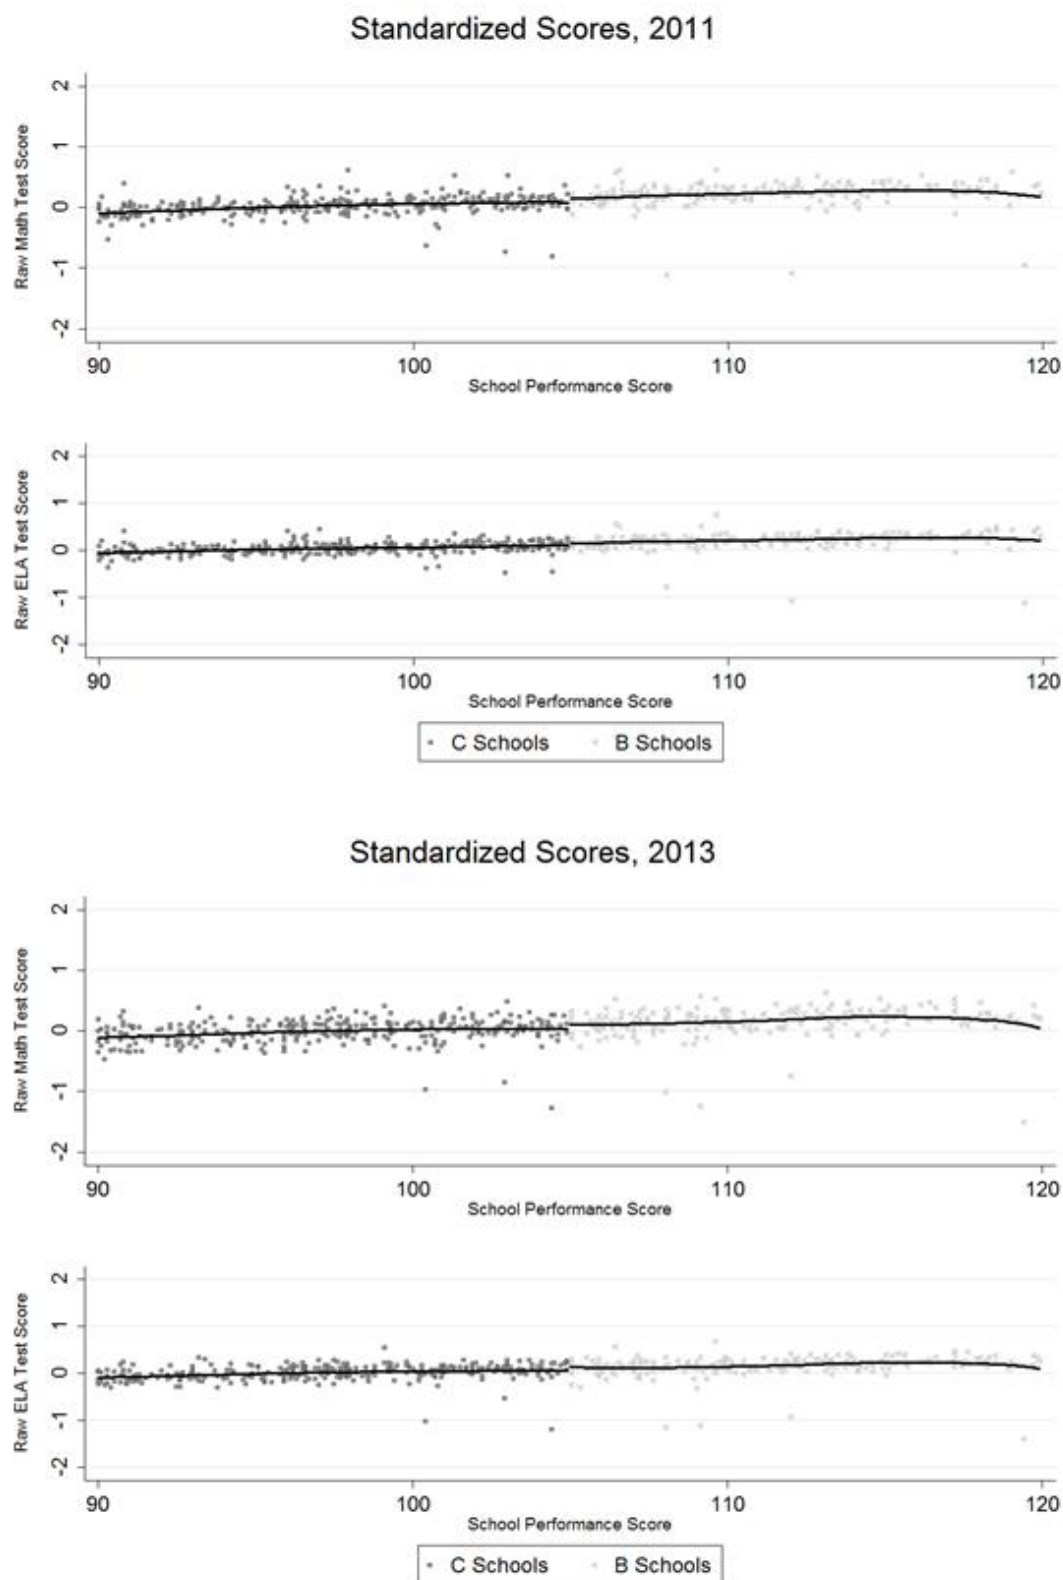 Standardized Scores, 2011
Raw Math Test Score
2
1
0
-1
-2
90 100 110 120
School Performance Score
Raw ELA Test Score
2
1
0
-1
-2
90 100 110 120
School Performance Score
C Schools B Schools
Standardized Scores, 2013
Raw Math Test Score
2
1
0
-1
-2
90 100 110 120
School Performance Score
Raw ELA Test Score
2
1
0
-1
-2
90 100 110 120
School Performance Score
C Schools B Schools